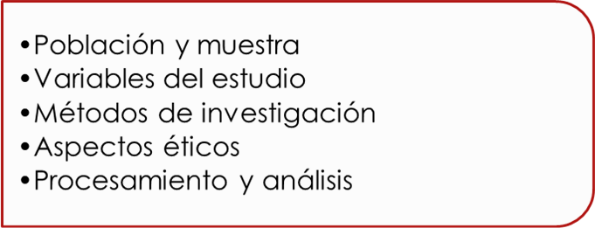 •Población y muestra
•Variables del estudio
•Métodos de investigación
•Aspectos éticos
•Procesamiento y análisis